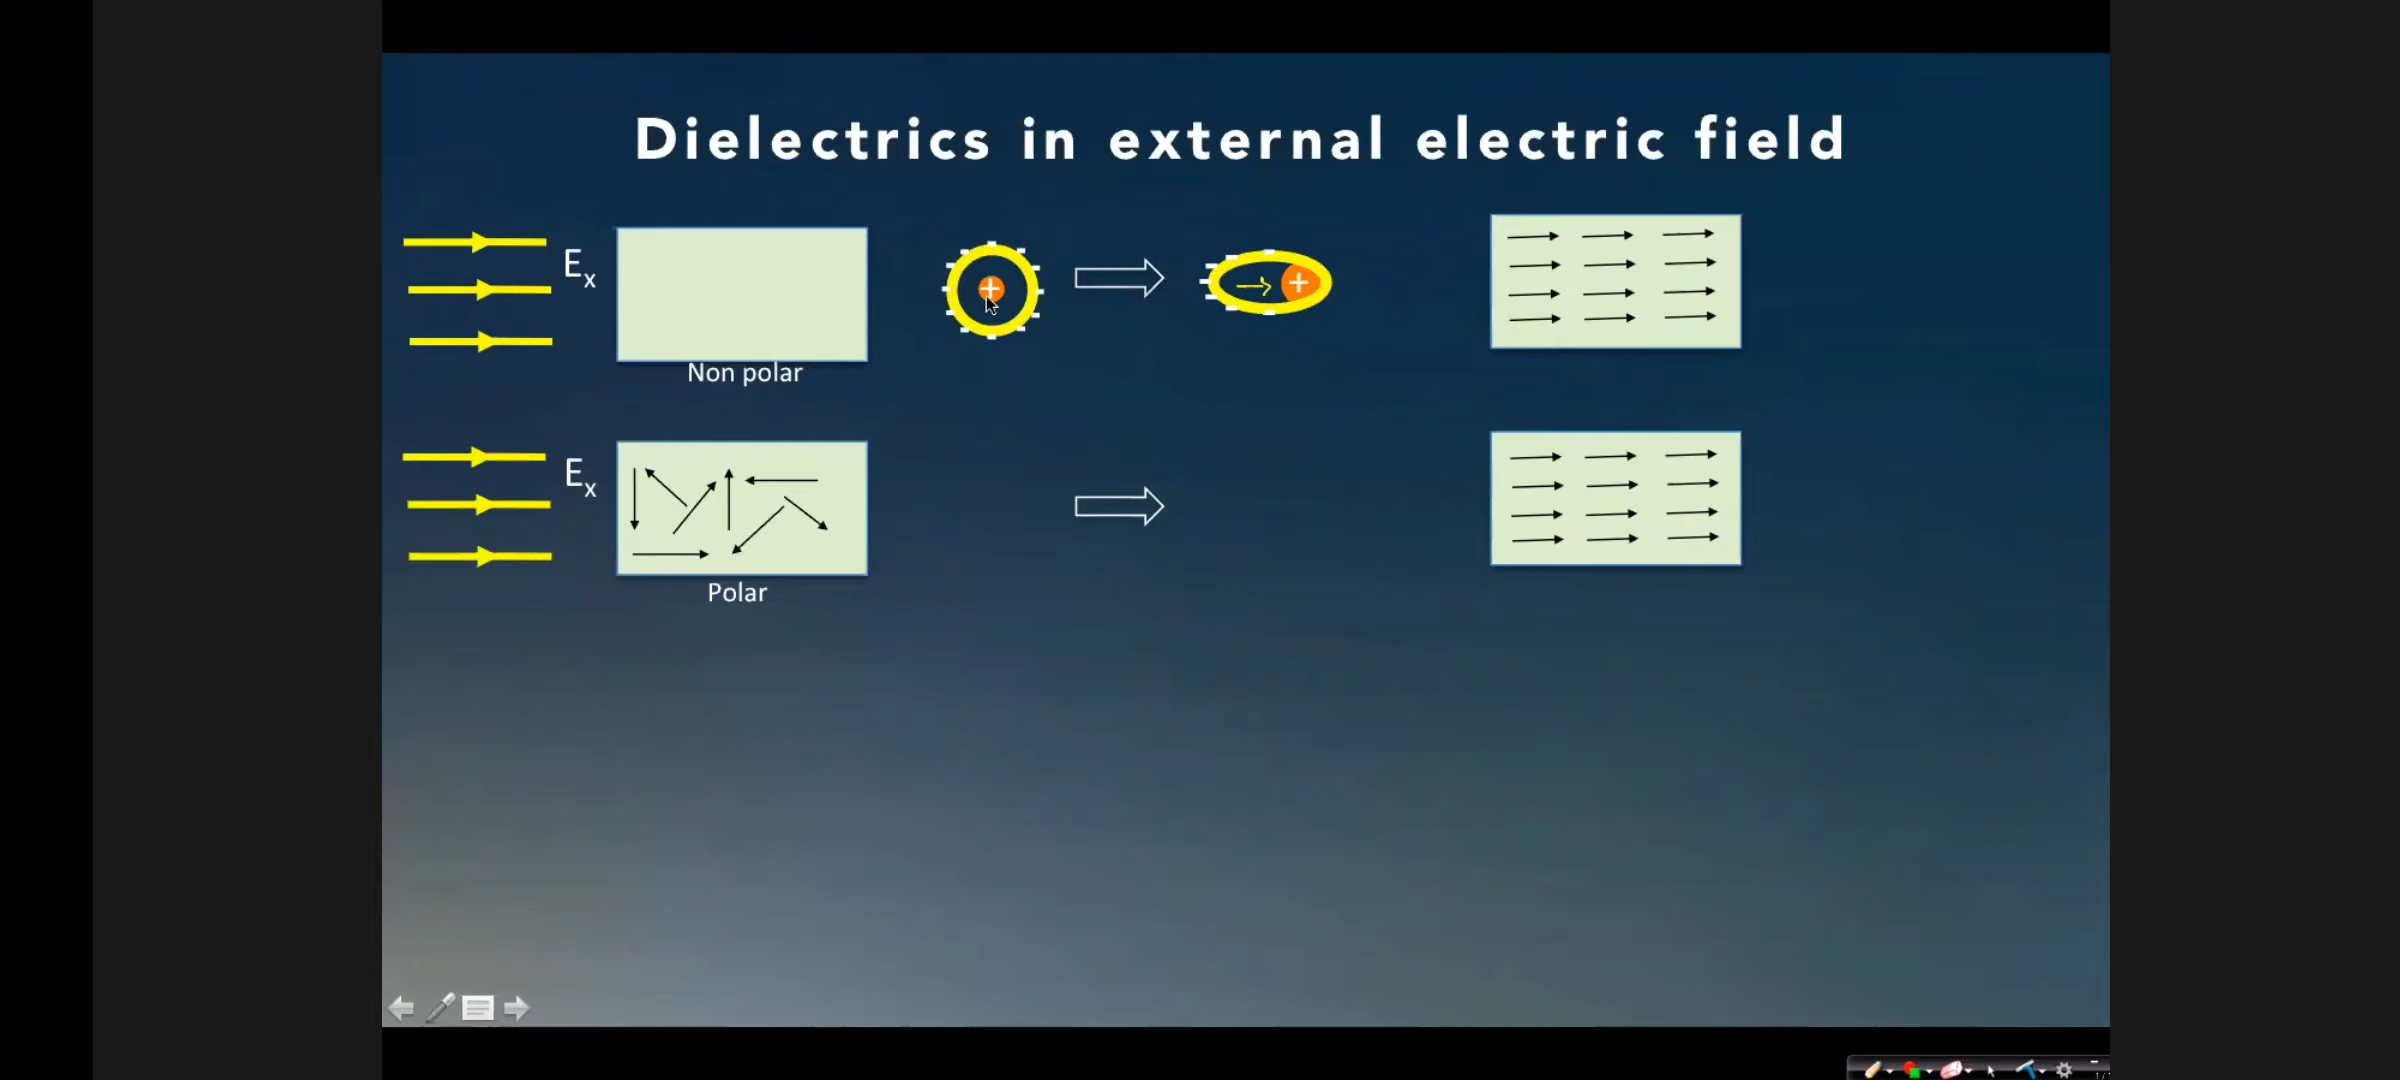 Dielectrics in external electric field
Ex
+
+
Non polar
Ex
Polar